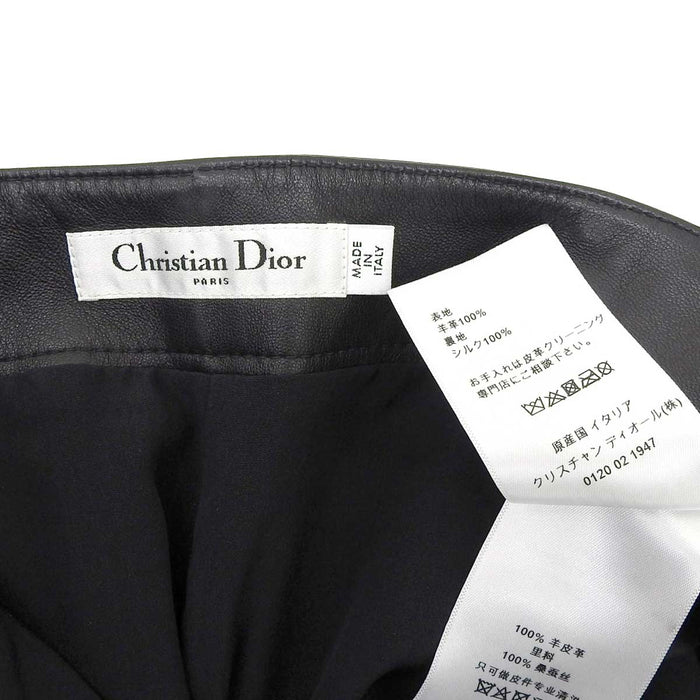 Christian Dior
PARIS
MADE
IN
ITALY
表地
羊革100%
裏地
シルク100%
お手入れは皮革クリーニング
専門店にご相談下さい。
原産国 イタリア
クリスチャン ディオール(株)
0120 02 1947
100% 羊皮革
里料
100% 桑蚕丝
只可做皮件专业清洗